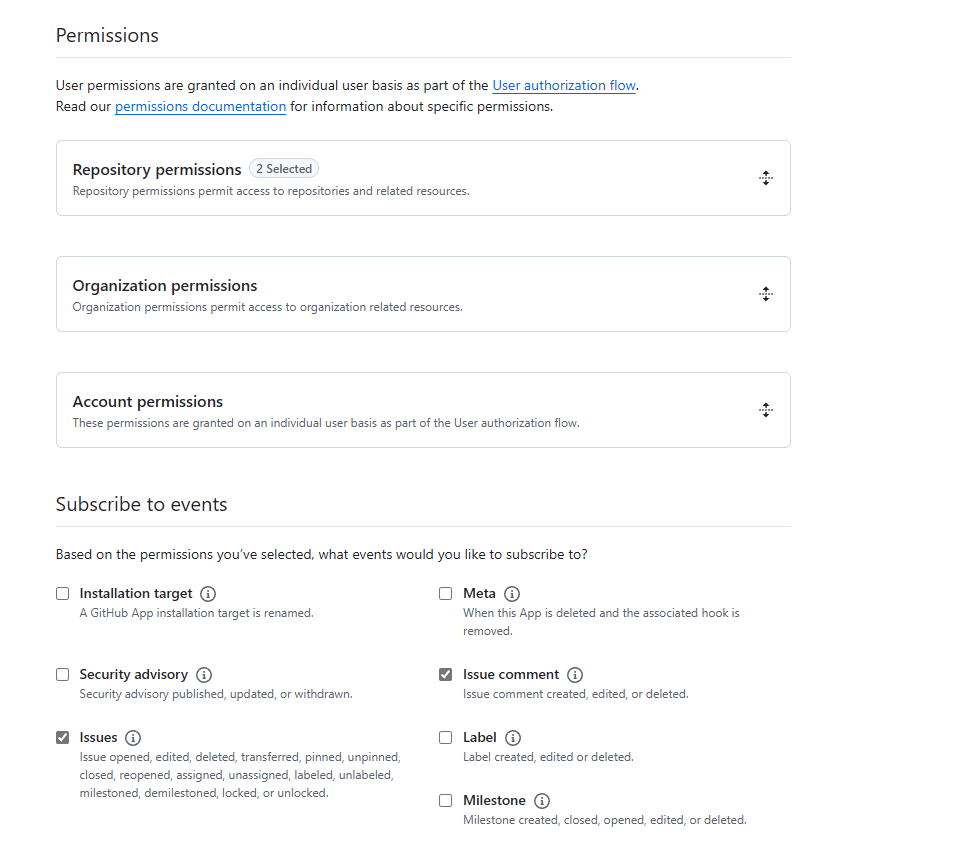 Permissions
User permissions are granted on an individual user basis as part of the User authorization flow.
Read our permissions documentation for information about specific permissions.
Repository permissions 2 Selected
Repository permissions permit access to repositories and related resources.
Organization permissions
Organization permissions permit access to organization related resources.
Account permissions
These permissions are granted on an individual user basis as part of the User authorization flow.
Subscribe to events
Based on the permissions you’ve selected, what events would you like to subscribe to?
Installation target
A GitHub App installation target is renamed.
Meta
When this App is deleted and the associated hook is
removed.
Security advisory
Security advisory published, updated, or withdrawn.
Issue comment
Issue comment created, edited, or deleted.
Issues
Issue opened, edited, deleted, transferred, pinned, unpinned,
closed, reopened, assigned, unassigned, labeled, unlabeled,
milestoned, demilestoned, locked, or unlocked.
Label
Label created, edited or deleted.
Milestone
Milestone created, closed, opened, edited, or deleted.